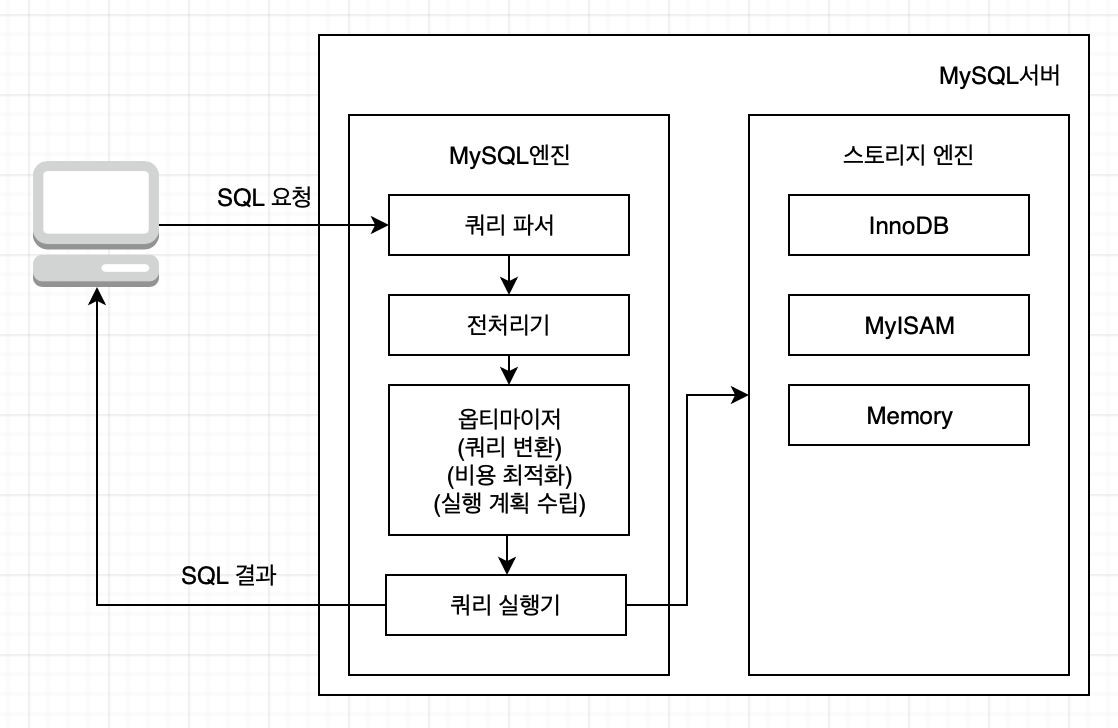 MySQL서버
MySQL엔진
스토리지 엔진
SQL 요청
쿼리 파서
InnoDB
전처리기
MyISAM
옵티마이저
(쿼리 변환)
(비용 최적화)
(실행 계획 수립)
Memory
SQL 결과
쿼리 실행기